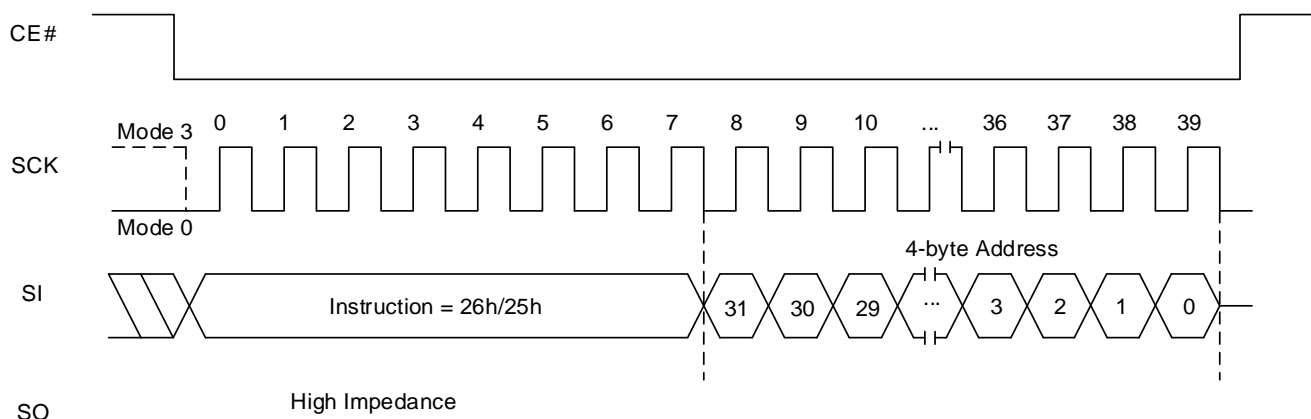 CE#
Mode 3
0 1 2 3 4 5 6 7 8 9 10 ... 36 37 38 39
SCK
Mode 0
4-byte Address
SI
Instruction = 26h/25h
31 30 29 ... 3 2 1 0
High Impedance
SO